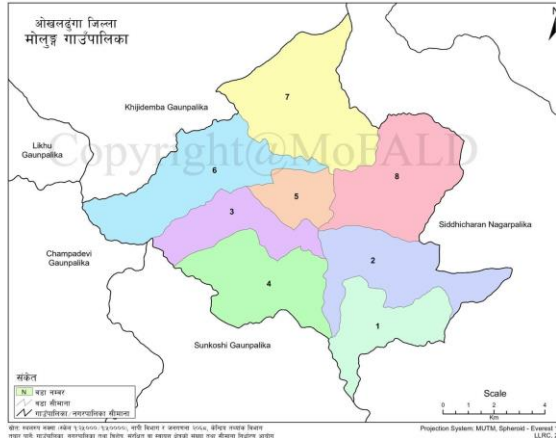 ओखलढुंगा जिल्ला
मोलुङ्ग गाउँपालिका
N
7
Khijidemba Gaunpalika
Copyright@MoFALD
Likhu
Gaunpalika
6
8
5
3
Siddhicharan Nagarpalika
Champadevi
Gaunpalika
2
4
1
Sunkoshi Gaunpalika
संकेत
N वडा नम्बर
वडा सीमाना
गाउँपालिका/नगरपालिका सीमाना
Scale
0 2 4
Km
Projection System: MUTM, Spheroid - Everest